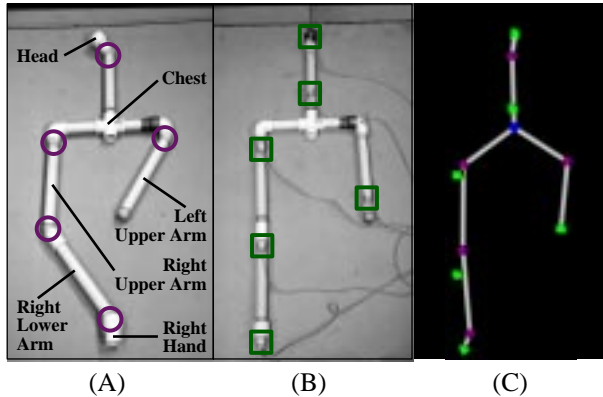 Head
Chest
Left
Upper Arm
Right
Upper Arm
Right
Lower
Arm
Right
Hand
(A)
(B)
(C)